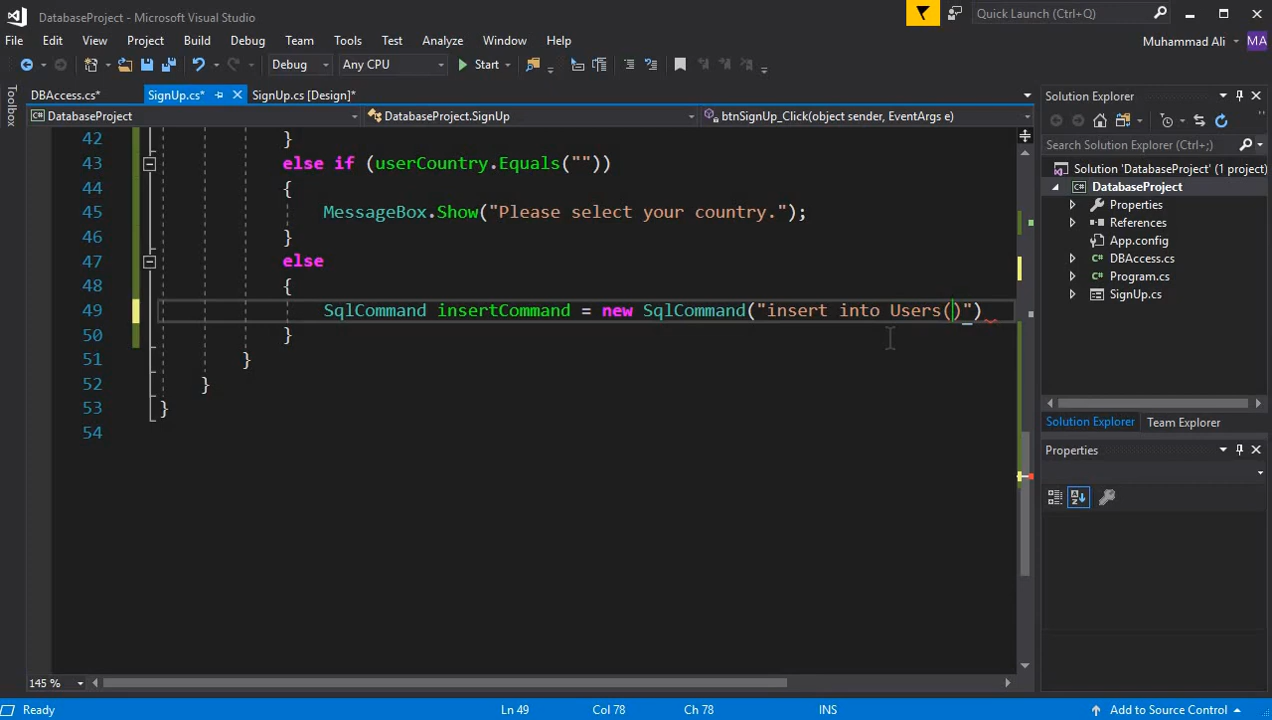 DatabaseProject - Microsoft Visual Studio
Quick Launch (Ctrl+Q)
File Edit View Project Build Debug Team Tools Test Analyze Window Help
Muhammad Ali MA
Debug Any CPU Start
Toolbox
DBAccess.cs* SignUp.cs* SignUp.cs [Design]*
DatabaseProject DatabaseProject.SignUp btnSignUp_Click(object sender, EventArgs e)
42 }
43 else if (userCountry.Equals(""))
44 {
45 MessageBox.Show("Please select your country.");
46 }
47 else
48 {
49 SqlCommand insertCommand = new SqlCommand("insert into Users()")
50 }
51 }
52 }
53 }
54
145 %
Solution Explorer
Search Solution Explorer (Ctrl+;)
Solution 'DatabaseProject' (1 project)
DatabaseProject
Properties
References
App.config
DBAccess.cs
Program.cs
SignUp.cs
Solution Explorer Team Explorer
Properties
Ready Ln 49 Col 78 Ch 78 INS Add to Source Control